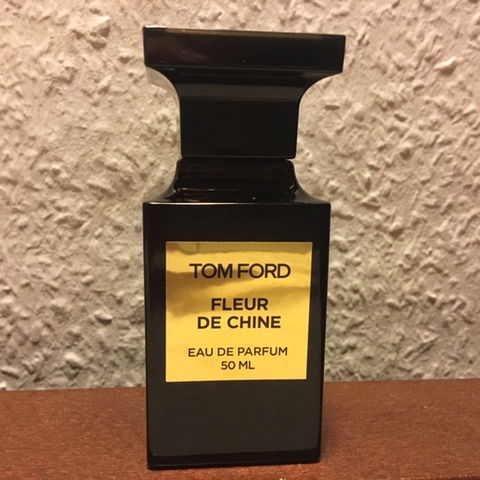 TOM FORD
FLEUR
DE CHINE
EAU DE PARFUM
50 ML